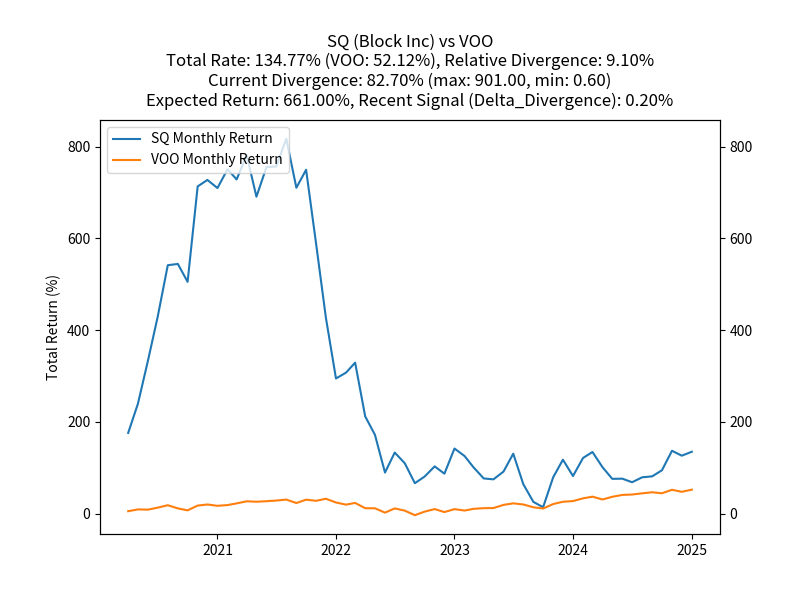 SQ (Block Inc) vs VOO
Total Rate: 134.77% (VOO: 52.12%), Relative Divergence: 9.10%
Current Divergence: 82.70% (max: 901.00, min: 0.60)
Expected Return: 661.00%, Recent Signal (Delta_Divergence): 0.20%
SQ Monthly Return
VOO Monthly Return
Total Return (%)
800
600
400
200
0
800
600
400
200
0
2021 2022 2023 2024 2025